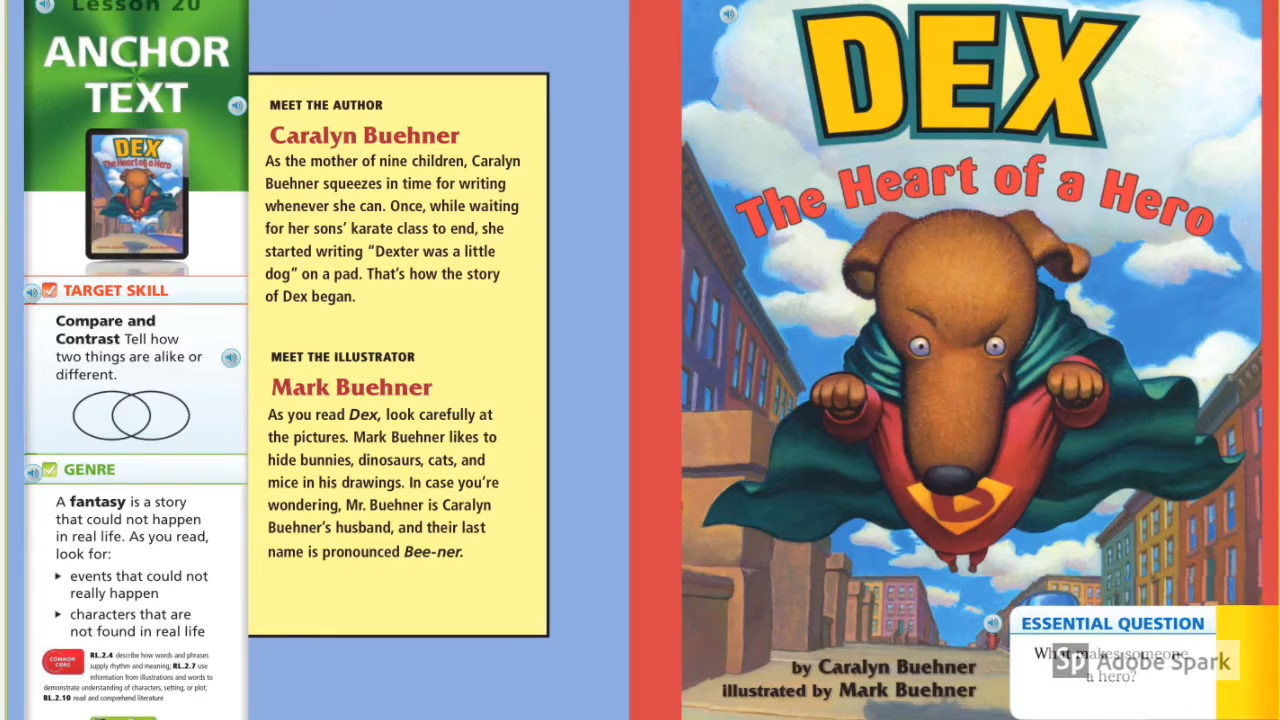 Lesson 20
ANCHOR
TEXT
DEX
The Heart of a Hero
TARGET SKILL
Compare and
Contrast Tell how
two things are alike or
different.
GENRE
A fantasy is a story
that could not happen
in real life. As you read,
look for:
▸ events that could not
really happen
▸ characters that are
not found in real life
COMMON
CORE
RL.2.4 describe how words and phrases
supply rhythm and meaning; RL.2.7 use
information from illustrations and words to
demonstrate understanding of characters, setting, or plot;
RL.2.10 read and comprehend literature
MEET THE AUTHOR
Caralyn Buehner
As the mother of nine children, Caralyn
Buehner squeezes in time for writing
whenever she can. Once, while waiting
for her sons’ karate class to end, she
started writing “Dexter was a little
dog” on a pad. That’s how the story
of Dex began.
MEET THE ILLUSTRATOR
Mark Buehner
As you read Dex, look carefully at
the pictures. Mark Buehner likes to
hide bunnies, dinosaurs, cats, and
mice in his drawings. In case you’re
wondering, Mr. Buehner is Caralyn
Buehner’s husband, and their last
name is pronounced Bee-ner.
DEX
The Heart of a Hero
D
by Caralyn Buehner
illustrated by Mark Buehner
ESSENTIAL QUESTION
What makes someone
a hero?
Sp Adobe Spark